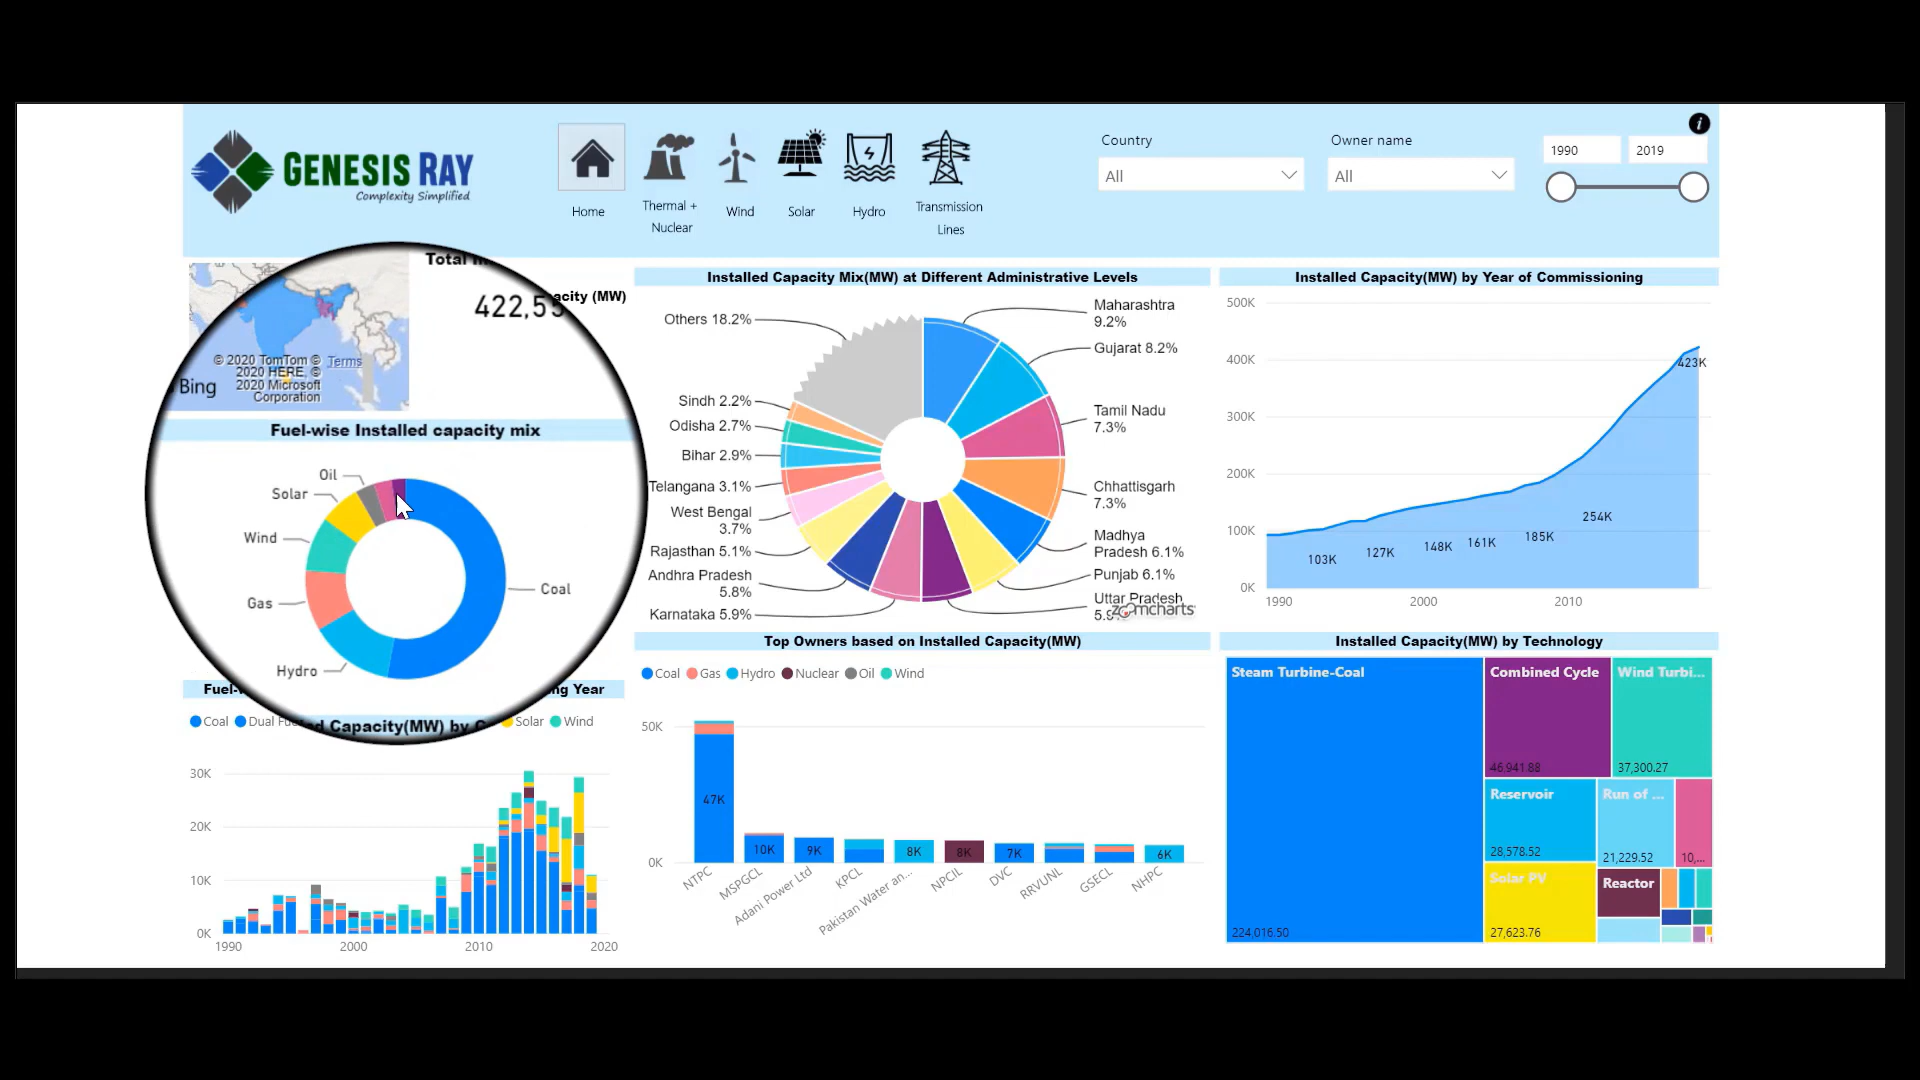 GENESIS RAY
Complexity Simplified
Home
Thermal +
Nuclear
Wind
Solar
Hydro
Transmission
Lines
Country
All
Owner name
All
1990
2019
i
Total
acity (MW)
422,5
© 2020 TomTom ©
2020 HERE, ©
2020 Microsoft
Corporation
Terms
Bing
Fuel-wise Installed capacity mix
Oil
Solar
Wind
Gas
Hydro
Coal
Installed Capacity Mix(MW) at Different Administrative Levels
Others 18.2%
Sindh 2.2%
Odisha 2.7%
Bihar 2.9%
Telangana 3.1%
West Bengal
3.7%
Rajasthan 5.1%
Andhra Pradesh
5.8%
Karnataka 5.9%
Maharashtra
9.2%
Gujarat 8.2%
Tamil Nadu
7.3%
Chhattisgarh
7.3%
Madhya
Pradesh 6.1%
Punjab 6.1%
Uttar Pradesh
zoomcharts
Installed Capacity(MW) by Year of Commissioning
500K
400K
300K
200K
100K
0K
423K
254K
185K
161K
148K
127K
103K
1990
2000
2010
Fuel-
ng Year
d Capacity(MW) by
Coal
Dual
Solar
Wind
30K
20K
10K
0K
1990
2000
2010
2020
Top Owners based on Installed Capacity(MW)
Coal
Gas
Hydro
Nuclear
Oil
Wind
50K
0K
47K
10K
9K
8K
8K
7K
6K
NTPC
MSPGCL
Adani Power Ltd
KPCL
Pakistan Water an...
NPCIL
DVC
RRVUNL
GSECL
NHPC
Installed Capacity(MW) by Technology
Steam Turbine-Coal
224,016.50
Combined Cycle
46,941.88
Wind Turbi...
37,300.27
Reservoir
28,578.52
Run of ...
21,229.52
10,...
Solar PV
27,623.76
Reactor